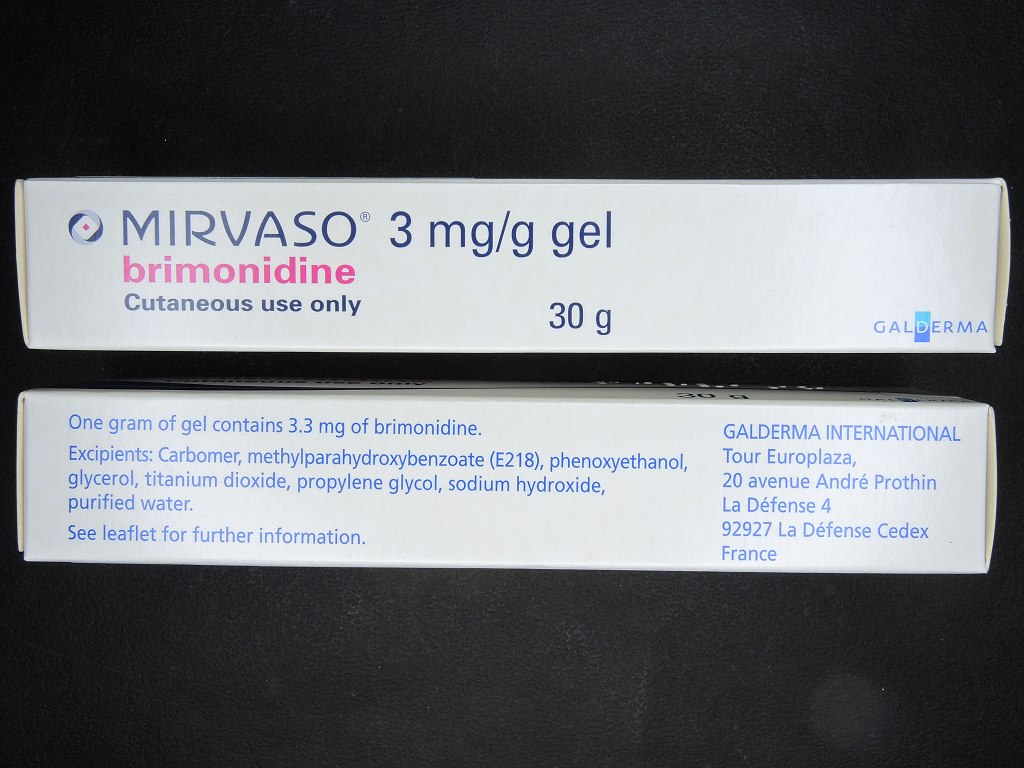 MIRVASO® 3 mg/g gel
brimonidine
Cutaneous use only
30 g
GALDERMA
30 g
One gram of gel contains 3.3 mg of brimonidine.
Excipients: Carbomer, methylparahydroxybenzoate (E218), phenoxyethanol,
glycerol, titanium dioxide, propylene glycol, sodium hydroxide,
purified water.
See leaflet for further information.
GALDERMA INTERNATIONAL
Tour Europlaza,
20 avenue André Prothin
La Défense 4
92927 La Défense Cedex
France